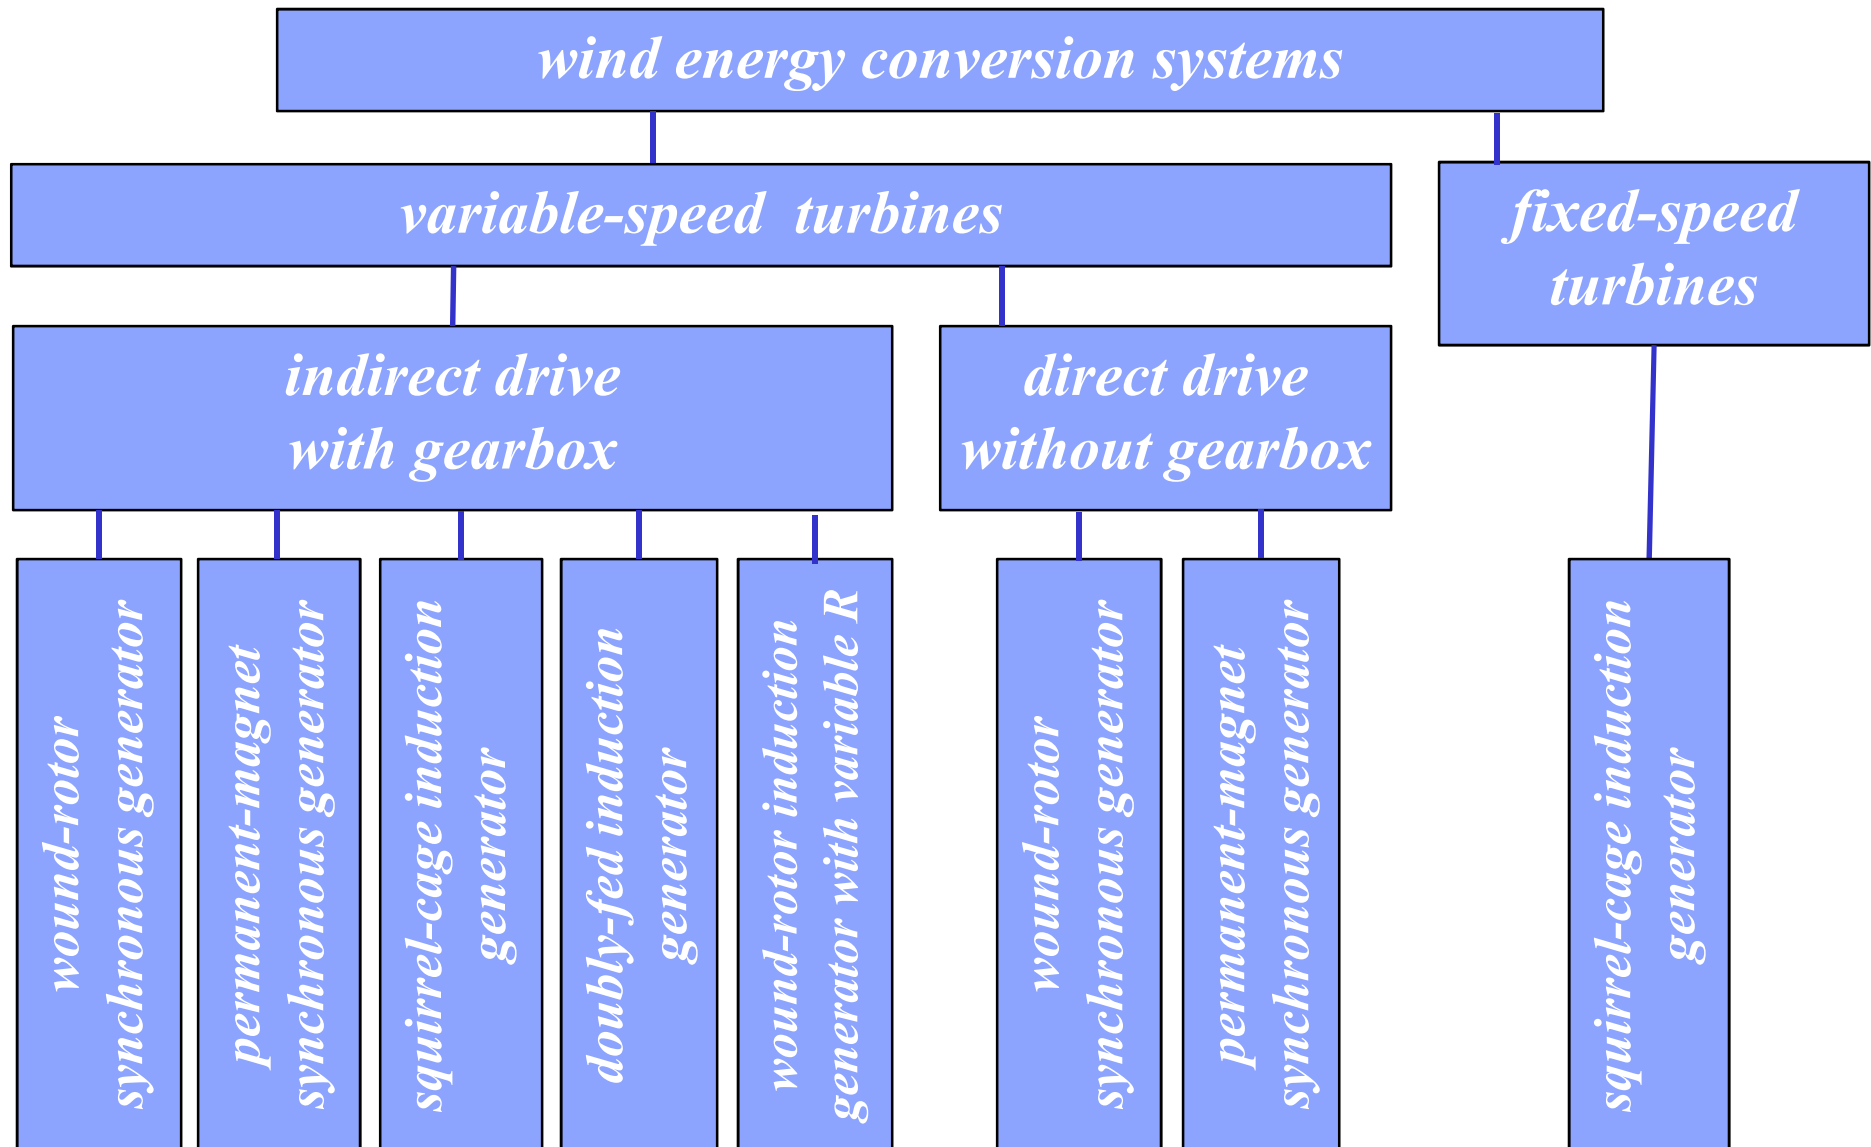 wind energy conversion systems
variable-speed turbines
fixed-speed
turbines
indirect drive
with gearbox
direct drive
without gearbox
wound-rotor
synchronous generator
permanent-magnet
synchronous generator
squirrel-cage induction
generator
doubly-fed induction
generator
wound-rotor induction
generator with variable R
wound-rotor
synchronous generator
permanent-magnet
synchronous generator
squirrel-cage induction
generator